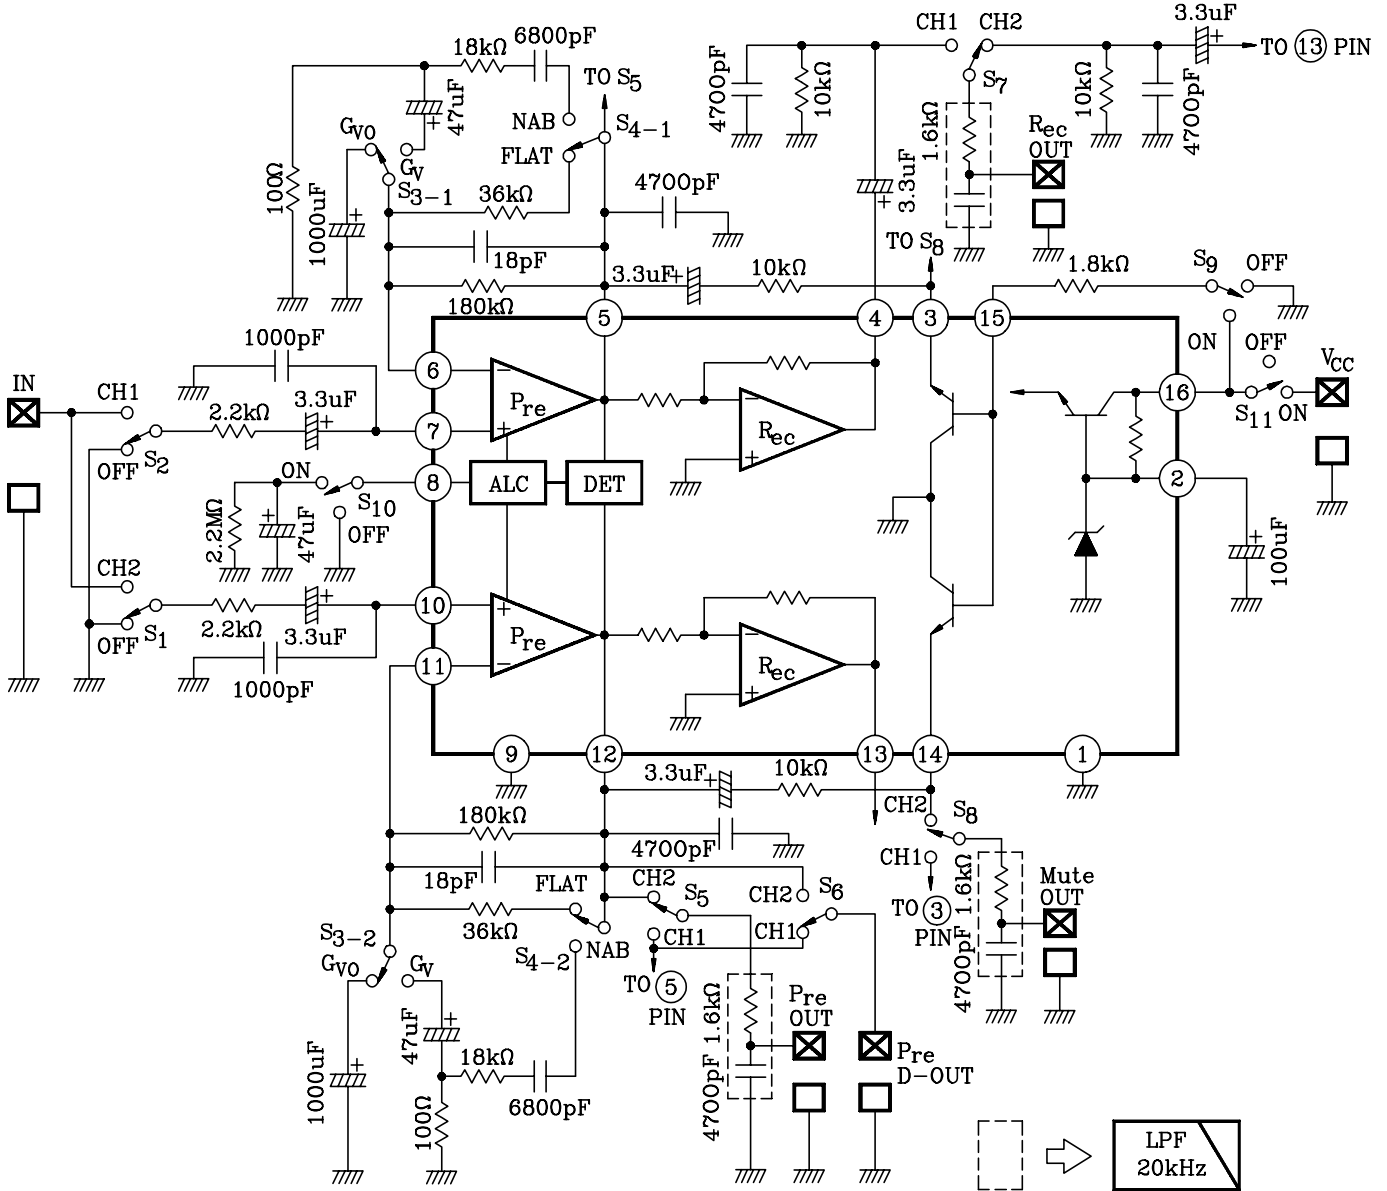 CH1
CH2
3.3uF
+
TO 13 PIN
18kΩ
6800pF
TO S5
47uF
+
NAB
FLAT
S4-1
GVO
GV
S3-1
100Ω
1000uF
+
36kΩ
4700pF
18pF
180kΩ
3.3uF
+
10kΩ
4700pF
10kΩ
3.3uF
+
S7
1.6kΩ
Rec
OUT
10kΩ
4700pF
TO S8
1.8kΩ
S9
OFF
ON
OFF
VCC
S11
ON
5
4
3
15
1000pF
IN
CH1
2.2kΩ
3.3uF
+
OFF
S2
6
7
8
−
Pre
+
ALC
DET
−
Rec
+
16
2
ON
S10
OFF
2.2MΩ
+
47uF
+
100uF
CH2
OFF
S1
2.2kΩ
3.3uF
+
1000pF
10
11
+
Pre
−
−
Rec
+
9
12
13
14
1
3.3uF
+
10kΩ
180kΩ
4700pF
18pF
FLAT
36kΩ
S4-2
NAB
CH2
S5
CH1
TO 5
PIN
CH2
S6
CH1
CH2
S8
CH1
TO 3
PIN
4700pF 1.6kΩ
Mute
OUT
S3-2
GVO
GV
1000uF
+
47uF
+
18kΩ
6800pF
100Ω
4700pF 1.6kΩ
Pre
OUT
Pre
D-OUT
LPF
20kHz